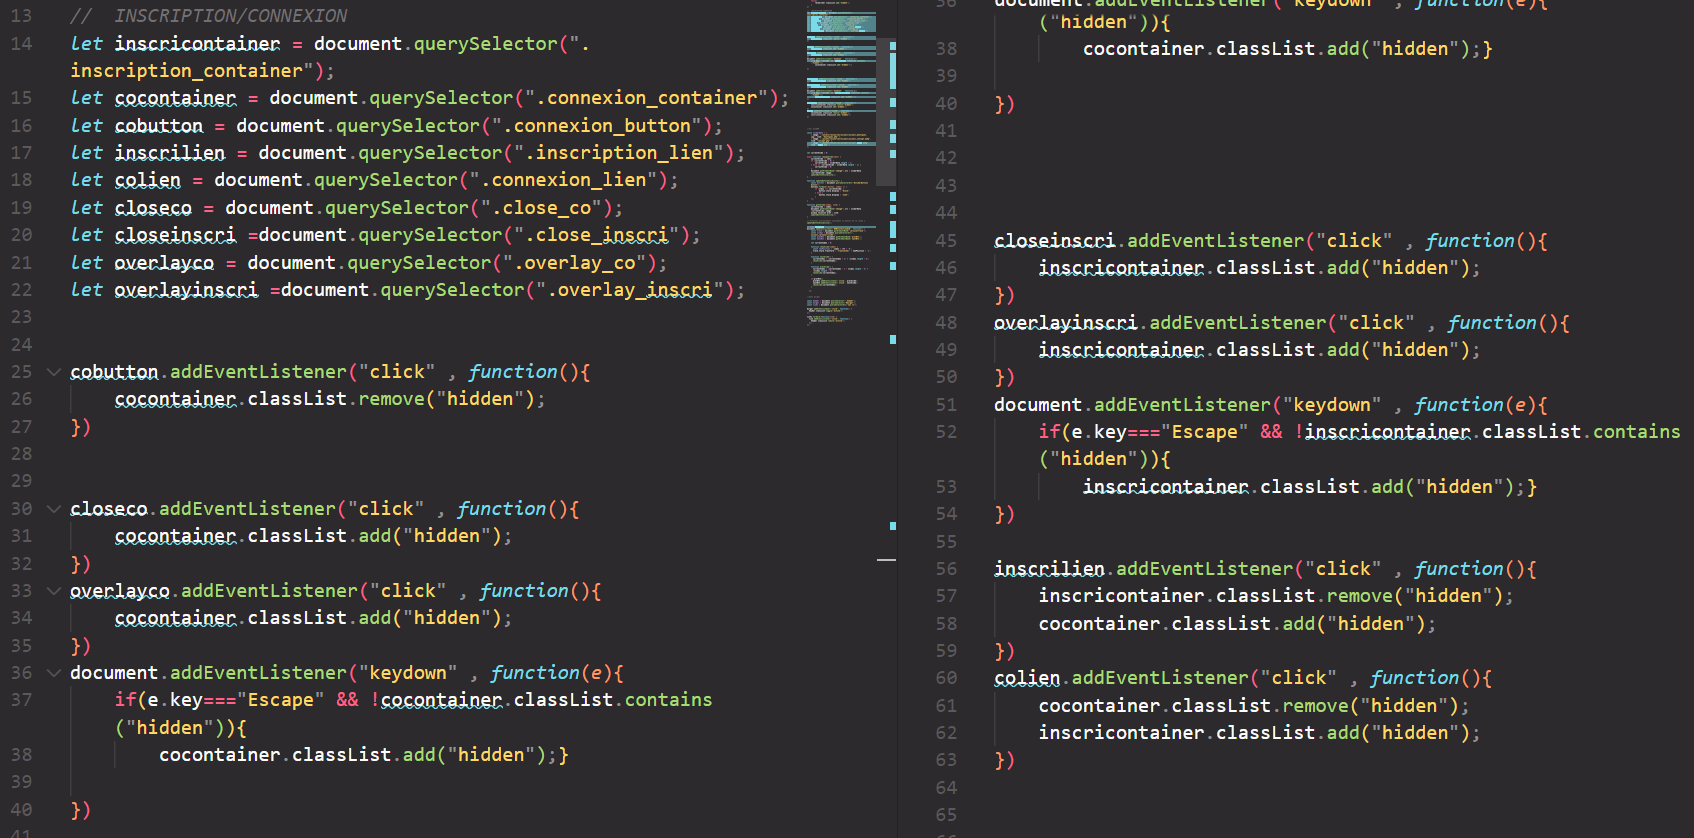 13 // INSCRIPTION/CONNEXION
14 let inscricontainer = document.querySelector(".
inscription_container");
15 let cocontainer = document.querySelector(".connexion_container");
16 let cobutton = document.querySelector(".connexion_button");
17 let inscrilien = document.querySelector(".inscription_lien");
18 let colien = document.querySelector(".connexion_lien");
19 let closeco = document.querySelector(".close_co");
20 let closeinscri =document.querySelector(".close_inscri");
21 let overlayco = document.querySelector(".overlay_co");
22 let overlayinscri =document.querySelector(".overlay_inscri");
23
24
25 cobutton.addEventListener("click" , function(){
26 cocontainer.classList.remove("hidden");
27 })
28
29
30 closeco.addEventListener("click" , function(){
31 cocontainer.classList.add("hidden");
32 })
33 overlayco.addEventListener("click" , function(){
34 cocontainer.classList.add("hidden");
35 })
36 document.addEventListener("keydown" , function(e){
37 if(e.key==="Escape" && !cocontainer.classList.contains
("hidden")){
38 cocontainer.classList.add("hidden");}
39
40 })
41
36 document.addEventListener("keydown" , function(e){
("hidden")){
38 cocontainer.classList.add("hidden");}
39
40 })
41
42
43
44
45 closeinscri.addEventListener("click" , function(){
46 inscricontainer.classList.add("hidden");
47 })
48 overlayinscri.addEventListener("click" , function(){
49 inscricontainer.classList.add("hidden");
50 })
51 document.addEventListener("keydown" , function(e){
52 if(e.key==="Escape" && !inscricontainer.classList.contains
("hidden")){
53 inscricontainer.classList.add("hidden");}
54 })
55
56 inscrilien.addEventListener("click" , function(){
57 inscricontainer.classList.remove("hidden");
58 cocontainer.classList.add("hidden");
59 })
60 colien.addEventListener("click" , function(){
61 cocontainer.classList.remove("hidden");
62 inscricontainer.classList.add("hidden");
63 })
64
65